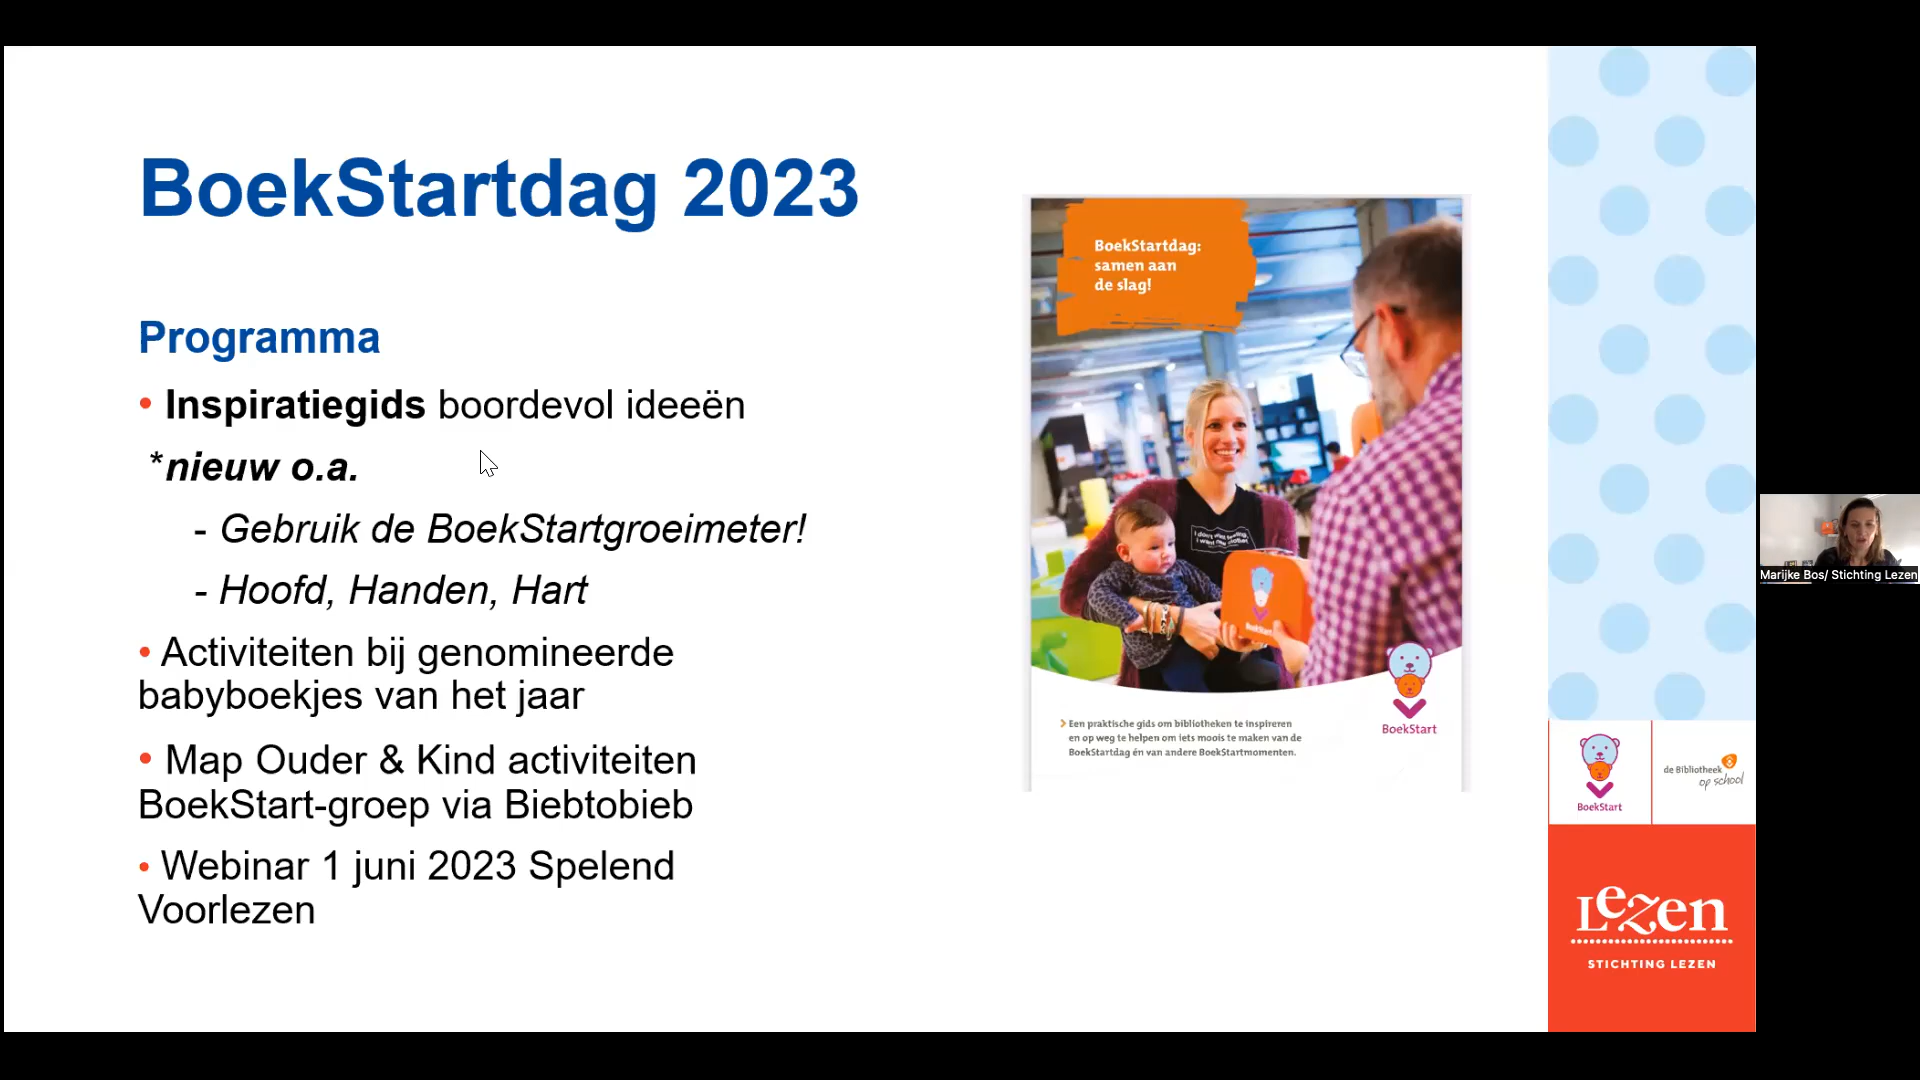 BoekStartdag 2023
Programma
• Inspiratiegids boordevol ideeën
*nieuw o.a.
- Gebruik de BoekStartgroeimeter!
- Hoofd, Handen, Hart
• Activiteiten bij genomineerde
babyboekjes van het jaar
• Map Ouder & Kind activiteiten
BoekStart-groep via Biebtobieb
• Webinar 1 juni 2023 Spelend
Voorlezen
BoekStartdag:
samen aan
de slag!
BoekStart
> Een praktische gids om bibliotheken te inspireren
en op weg te helpen om iets moois te maken van de
BoekStartdag én van andere BoekStartmomenten.
BoekStart
BoekStart
de Bibliotheek
op school
Lezen
STICHTING LEZEN
Marijke Bos/ Stichting Lezen